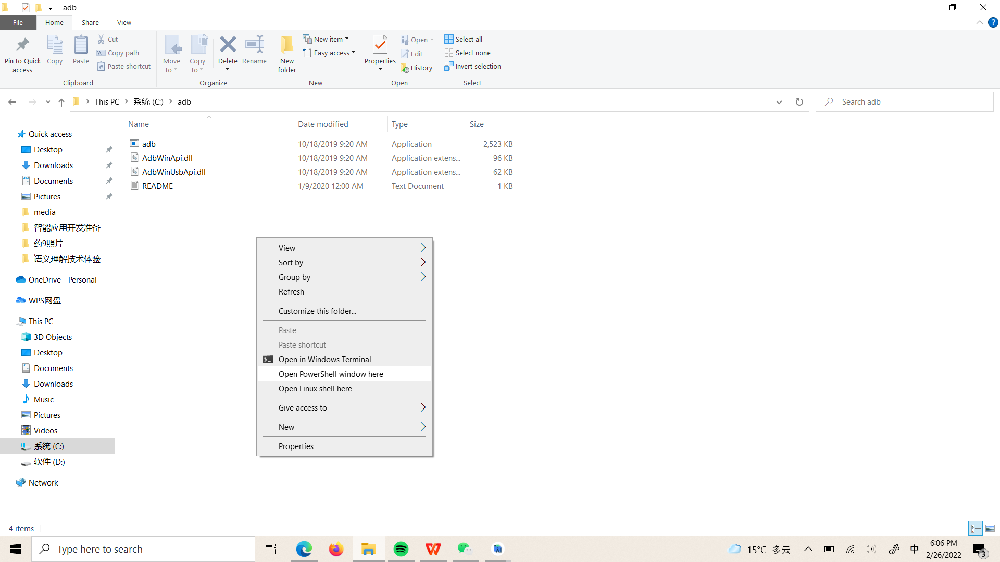 adb
File Home Share View
Pin to Quick access
Copy
Paste
Cut
Copy path
Paste shortcut
Clipboard
Move to
Copy to
Delete
Rename
Organize
New folder
New item
Easy access
New
Properties
Open
Edit
History
Open
Select all
Select none
Invert selection
Select
This PC 系统 (C:) adb
Search adb
Name Date modified Type Size
adb 10/18/2019 9:20 AM Application 2,523 KB
AdbWinApi.dll 10/18/2019 9:20 AM Application extens... 96 KB
AdbWinUsbApi.dll 10/18/2019 9:20 AM Application extens... 62 KB
README 1/9/2020 12:00 AM Text Document 1 KB
Quick access
Desktop
Downloads
Documents
Pictures
media
智能应用开发准备
药9照片
语义理解技术体验
OneDrive - Personal
WPS网盘
This PC
3D Objects
Desktop
Documents
Downloads
Music
Pictures
Videos
系统 (C:)
软件 (D:)
Network
View
Sort by
Group by
Refresh
Customize this folder...
Paste
Paste shortcut
Open in Windows Terminal
Open PowerShell window here
Open Linux shell here
Give access to
New
Properties
4 items
Type here to search
15°C 多云
中
6:06 PM
2/26/2022
3